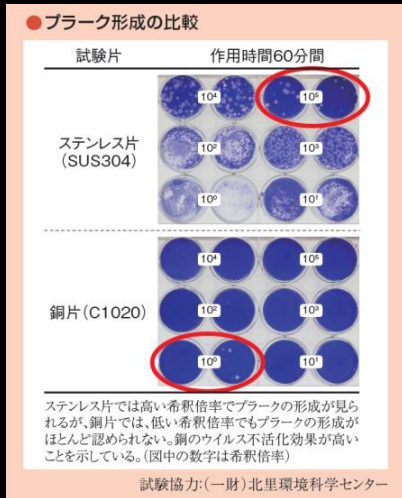 ●プラーク形成の比較
試験片 作用時間60分間
10⁴ 10⁵
ステンレス片
(SUS304)
10² 10³
10⁰ 10¹
10⁴ 10⁵
銅片(C1020)
10² 10³
10⁰ 10¹
ステンレス片では高い希釈倍率でプラークの形成が見ら
れるが、銅片では、低い希釈倍率でもプラークの形成が
ほとんど認められない。銅のウイルス不活化効果が高い
ことを示している。(図中の数字は希釈倍率)
試験協力:(一財)北里環境科学センター